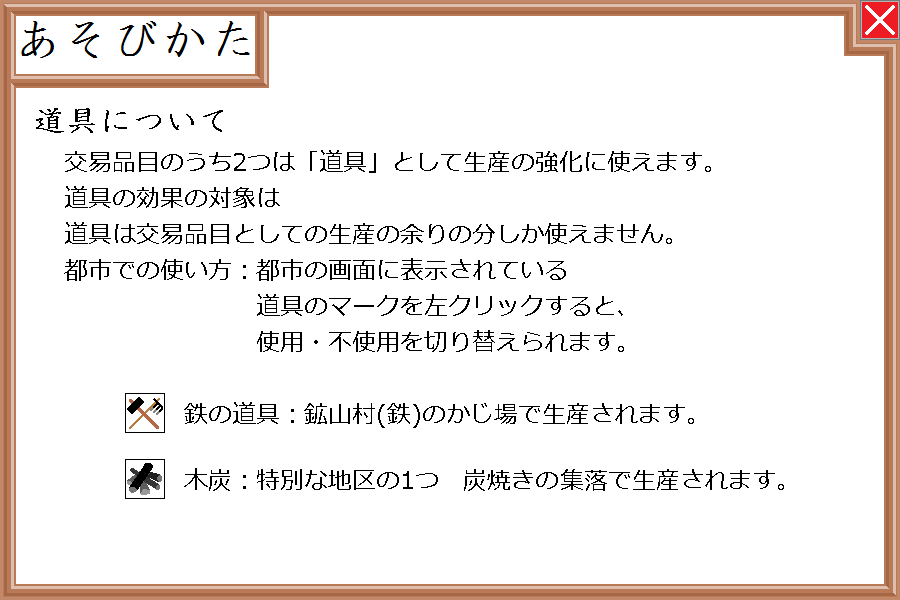 あそびかた
道具について
交易品目のうち2つは「道具」として生産の強化に使えます。
道具の効果の対象は
道具は交易品目としての生産の余りの分しか使えません。
都市での使い方：都市の画面に表示されている
道具のマークを左クリックすると、
使用・不使用を切り替えられます。
鉄の道具：鉱山村(鉄)のかじ場で生産されます。
木炭：特別な地区の1つ　炭焼きの集落で生産されます。